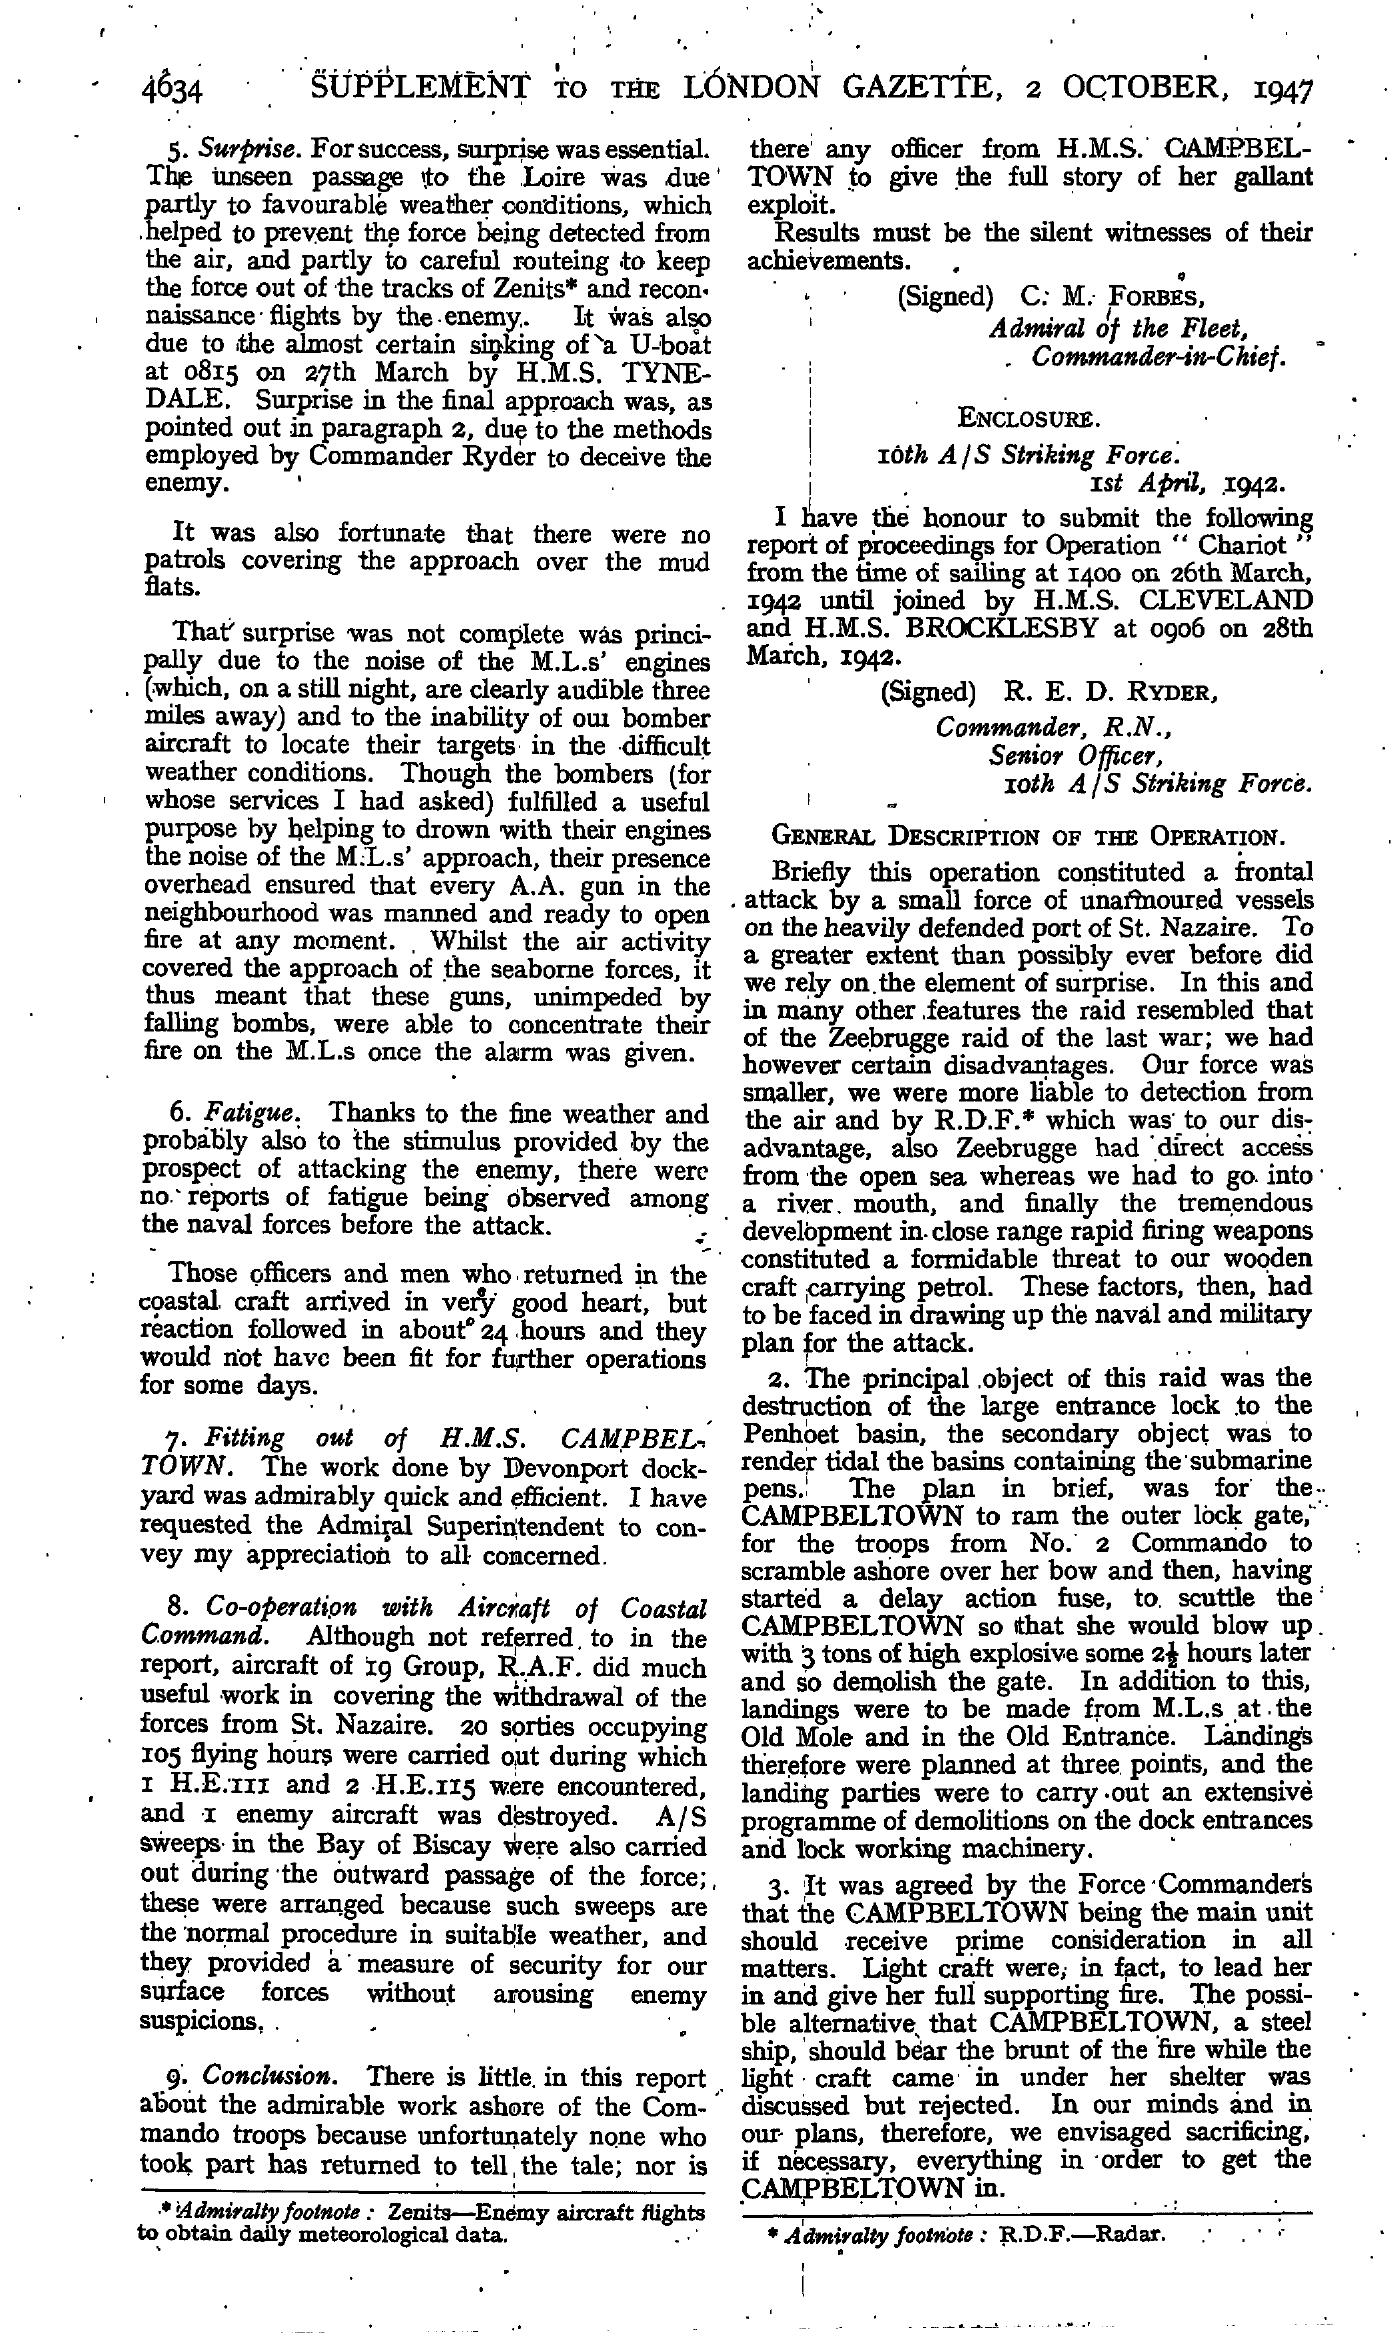 4634 SUPPLEMENT TO THE LONDON GAZETTE, 2 OCTOBER, 1947
5. Surprise. For success, surprise was essential.
The unseen passage to the Loire was due
partly to favourable weather conditions, which
helped to prevent the force being detected from
the air, and partly to careful routeing to keep
the force out of the tracks of Zenits* and recon-
naissance flights by the enemy. It was also
due to the almost certain sinking of a U-boat
at 0815 on 27th March by H.M.S. TYNE-
DALE. Surprise in the final approach was, as
pointed out in paragraph 2, due to the methods
employed by Commander Ryder to deceive the
enemy.
It was also fortunate that there were no
patrols covering the approach over the mud
flats.
That surprise was not complete was princi-
pally due to the noise of the M.L.s' engines
(which, on a still night, are clearly audible three
miles away) and to the inability of our bomber
aircraft to locate their targets in the difficult
weather conditions. Though the bombers (for
whose services I had asked) fulfilled a useful
purpose by helping to drown with their engines
the noise of the M.L.s' approach, their presence
overhead ensured that every A.A. gun in the
neighbourhood was manned and ready to open
fire at any moment. Whilst the air activity
covered the approach of the seaborne forces, it
thus meant that these guns, unimpeded by
falling bombs, were able to concentrate their
fire on the M.L.s once the alarm was given.
6. Fatigue. Thanks to the fine weather and
probably also to the stimulus provided by the
prospect of attacking the enemy, there were
no reports of fatigue being observed among
the naval forces before the attack.
Those officers and men who returned in the
coastal craft arrived in very good heart, but
reaction followed in about 24 hours and they
would not have been fit for further operations
for some days.
7. Fitting out of H.M.S. CAMPBEL-
TOWN. The work done by Devonport dock-
yard was admirably quick and efficient. I have
requested the Admiral Superintendent to con-
vey my appreciation to all concerned.
8. Co-operation with Aircraft of Coastal
Command. Although not referred to in the
report, aircraft of 19 Group, R.A.F. did much
useful work in covering the withdrawal of the
forces from St. Nazaire. 20 sorties occupying
105 flying hours were carried out during which
1 H.E.111 and 2 H.E.115 were encountered,
and 1 enemy aircraft was destroyed. A/S
sweeps in the Bay of Biscay were also carried
out during the outward passage of the force;
these were arranged because such sweeps are
the normal procedure in suitable weather, and
they provided a measure of security for our
surface forces without arousing enemy
suspicions.
9. Conclusion. There is little in this report
about the admirable work ashore of the Com-
mando troops because unfortunately none who
took part has returned to tell the tale; nor is
* Admiralty footnote: Zenits—Enemy aircraft flights
to obtain daily meteorological data.
there any officer from H.M.S. CAMPBEL-
TOWN to give the full story of her gallant
exploit.
Results must be the silent witnesses of their
achievements.
(Signed) C. M. FORBES,
Admiral of the Fleet,
Commander-in-Chief.
ENCLOSURE.
10th A/S Striking Force.
1st April, 1942.
I have the honour to submit the following
report of proceedings for Operation " Chariot "
from the time of sailing at 1400 on 26th March,
1942 until joined by H.M.S. CLEVELAND
and H.M.S. BROCKLESBY at 0906 on 28th
March, 1942.
(Signed) R. E. D. RYDER,
Commander, R.N.,
Senior Officer,
10th A/S Striking Force.
GENERAL DESCRIPTION OF THE OPERATION.
Briefly this operation constituted a frontal
attack by a small force of unarmoured vessels
on the heavily defended port of St. Nazaire. To
a greater extent than possibly ever before did
we rely on the element of surprise. In this and
in many other features the raid resembled that
of the Zeebrugge raid of the last war; we had
however certain disadvantages. Our force was
smaller, we were more liable to detection from
the air and by R.D.F.* which was to our dis-
advantage, also Zeebrugge had direct access
from the open sea whereas we had to go into
a river mouth, and finally the tremendous
development in close range rapid firing weapons
constituted a formidable threat to our wooden
craft carrying petrol. These factors, then, had
to be faced in drawing up the naval and military
plan for the attack.
2. The principal object of this raid was the
destruction of the large entrance lock to the
Penhoet basin, the secondary object was to
render tidal the basins containing the submarine
pens. The plan in brief, was for the
CAMPBELTOWN to ram the outer lock gate,
for the troops from No. 2 Commando to
scramble ashore over her bow and then, having
started a delay action fuse, to scuttle the
CAMPBELTOWN so that she would blow up
with 3 tons of high explosive some 2½ hours later
and so demolish the gate. In addition to this,
landings were to be made from M.L.s at the
Old Mole and in the Old Entrance. Landings
therefore were planned at three points, and the
landing parties were to carry out an extensive
programme of demolitions on the dock entrances
and lock working machinery.
3. It was agreed by the Force Commanders
that the CAMPBELTOWN being the main unit
should receive prime consideration in all
matters. Light craft were, in fact, to lead her
in and give her full supporting fire. The possi-
ble alternative that CAMPBELTOWN, a steel
ship, should bear the brunt of the fire while the
light craft came in under her shelter was
discussed but rejected. In our minds and in
our plans, therefore, we envisaged sacrificing,
if necessary, everything in order to get the
CAMPBELTOWN in.
* Admiralty footnote: R.D.F.—Radar.